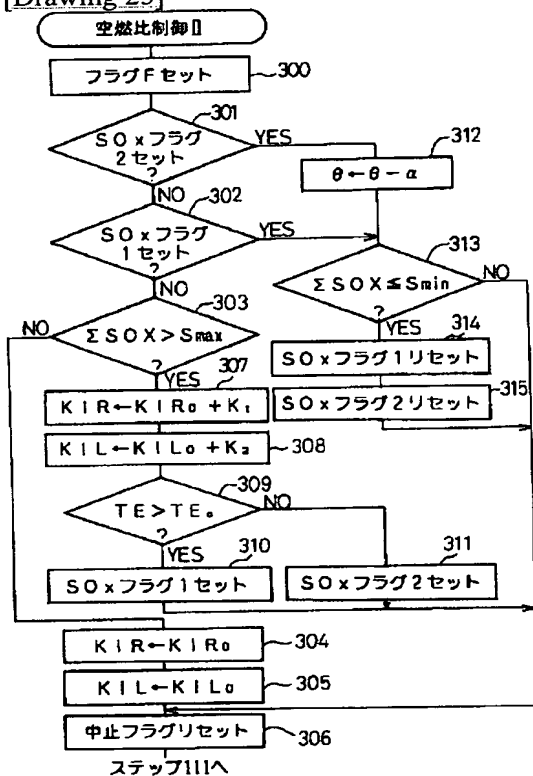 [Drawing 25]
空燃比制御Ⅱ
フラグFセット
300
301
SOxフラグ
2セット
?
YES
NO
312
θ←θ-α
302
SOxフラグ
1セット
?
YES
NO
313
ΣSOX≦Smin
?
NO
YES
303
ΣSOX>Smax
?
NO
YES
314
SOxフラグ1リセット
307
KIR←KIR₀+K₁
315
SOxフラグ2リセット
KIL←KIL₀+K₂
308
309
TE>TE₀
?
NO
YES
310
SOxフラグ1セット
311
SOxフラグ2セット
KIR←KIR₀
304
KIL←KIL₀
305
中止フラグリセット
306
ステップ111へ